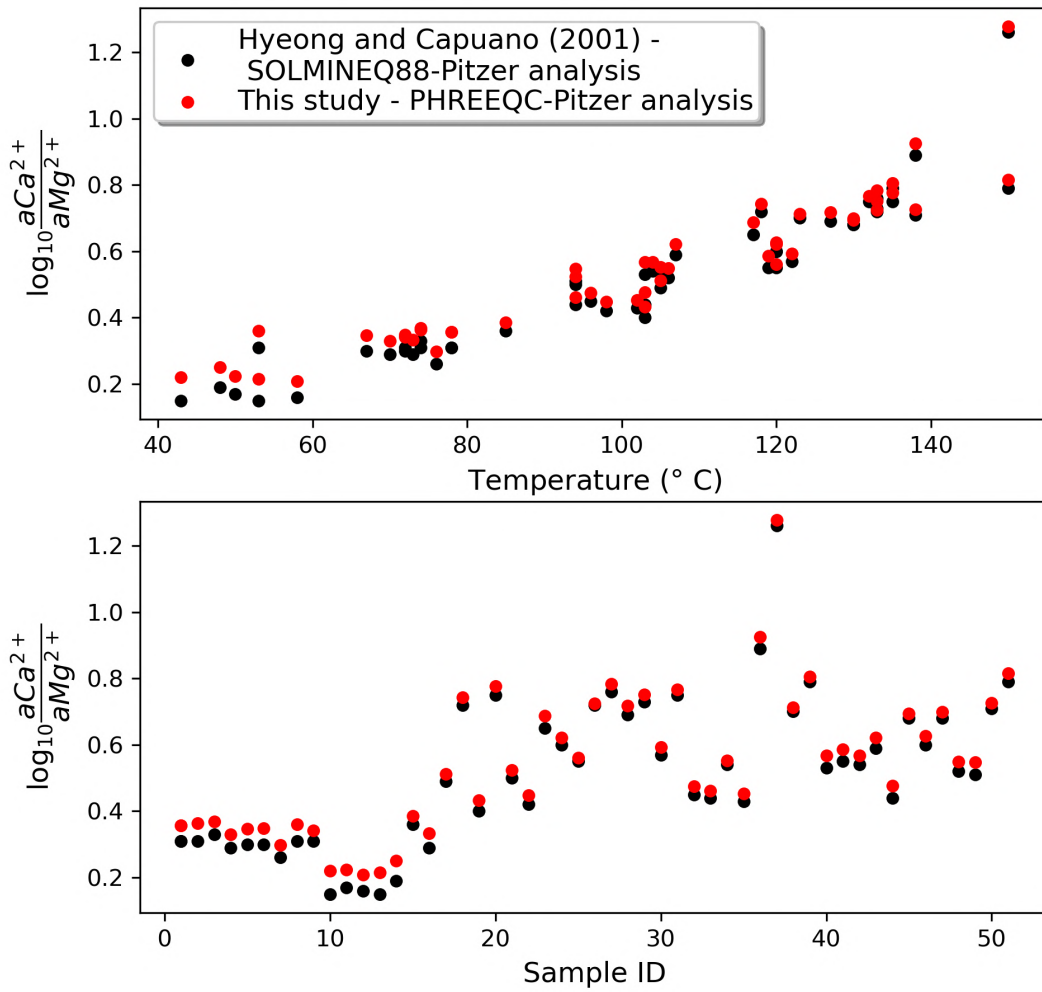 Hyeong and Capuano (2001) -
SOLMINEQ88-Pitzer analysis
This study - PHREEQC-Pitzer analysis
log₁₀ aCa²⁺/aMg²⁺
1.2
1.0
0.8
0.6
0.4
0.2
40 60 80 100 120 140
Temperature (° C)
log₁₀ aCa²⁺/aMg²⁺
1.2
1.0
0.8
0.6
0.4
0.2
0 10 20 30 40 50
Sample ID